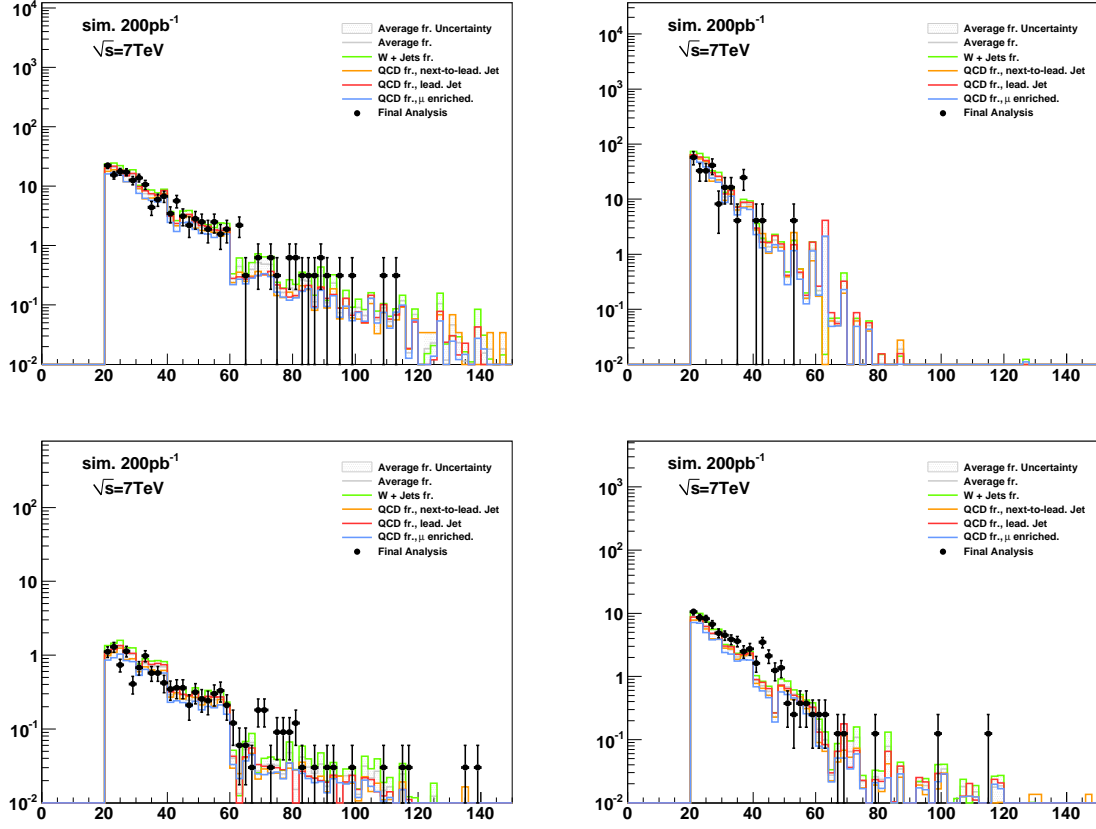 10⁴
10³
10²
10
1
10⁻¹
10⁻²
0 20 40 60 80 100 120 140
sim. 200pb⁻¹
√s=7TeV
Average fr. Uncertainty
Average fr.
W + Jets fr.
QCD fr., next-to-lead. Jet
QCD fr., lead. Jet
QCD fr., μ enriched.
Final Analysis
10⁴
10³
10²
10
1
10⁻¹
10⁻²
0 20 40 60 80 100 120 140
sim. 200pb⁻¹
√s=7TeV
Average fr. Uncertainty
Average fr.
W + Jets fr.
QCD fr., next-to-lead. Jet
QCD fr., lead. Jet
QCD fr., μ enriched.
Final Analysis
10²
10
1
10⁻¹
10⁻²
0 20 40 60 80 100 120 140
sim. 200pb⁻¹
√s=7TeV
Average fr. Uncertainty
Average fr.
W + Jets fr.
QCD fr., next-to-lead. Jet
QCD fr., lead. Jet
QCD fr., μ enriched.
Final Analysis
10³
10²
10
1
10⁻¹
10⁻²
0 20 40 60 80 100 120 140
sim. 200pb⁻¹
√s=7TeV
Average fr. Uncertainty
Average fr.
W + Jets fr.
QCD fr., next-to-lead. Jet
QCD fr., lead. Jet
QCD fr., μ enriched.
Final Analysis